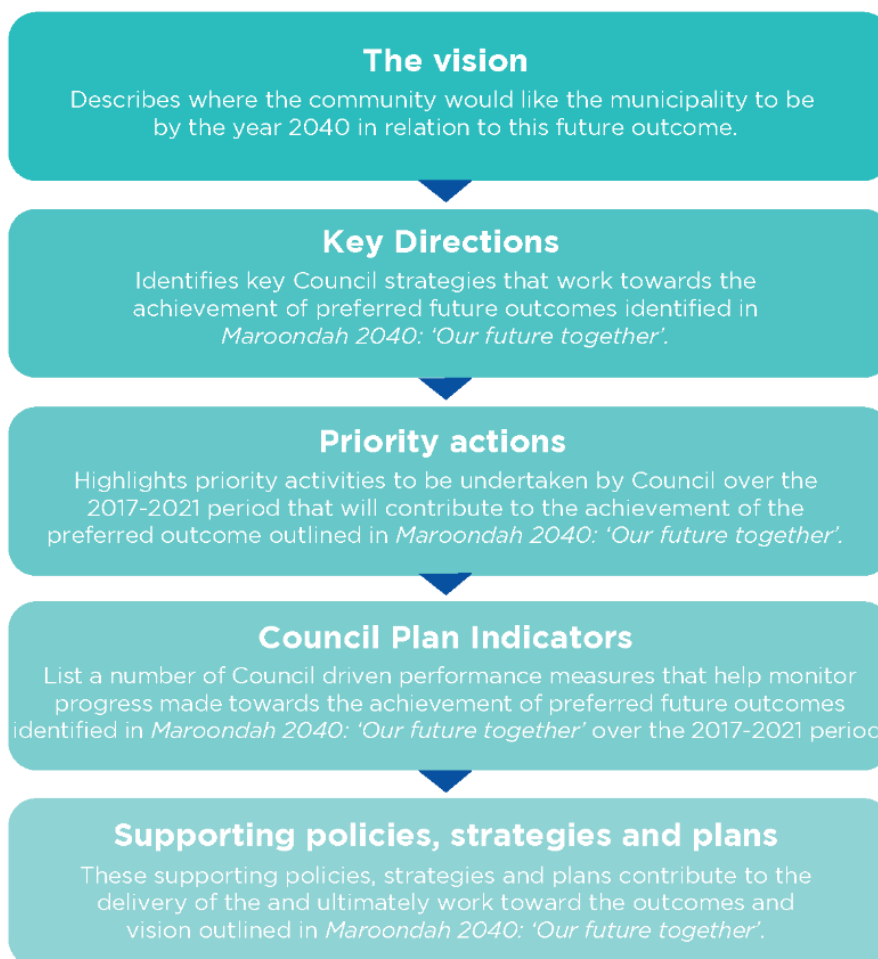 The vision
Describes where the community would like the municipality to be
by the year 2040 in relation to this future outcome.
Key Directions
Identifies key Council strategies that work towards the
achievement of preferred future outcomes identified in
Maroondah 2040: ‘Our future together’.
Priority actions
Highlights priority activities to be undertaken by Council over the
2017-2021 period that will contribute to the achievement of the
preferred outcome outlined in Maroondah 2040: ‘Our future together’.
Council Plan Indicators
List a number of Council driven performance measures that help monitor
progress made towards the achievement of preferred future outcomes
identified in Maroondah 2040: ‘Our future together’ over the 2017-2021 period
Supporting policies, strategies and plans
These supporting policies, strategies and plans contribute to the
delivery of the and ultimately work toward the outcomes and
vision outlined in Maroondah 2040: ‘Our future together’.